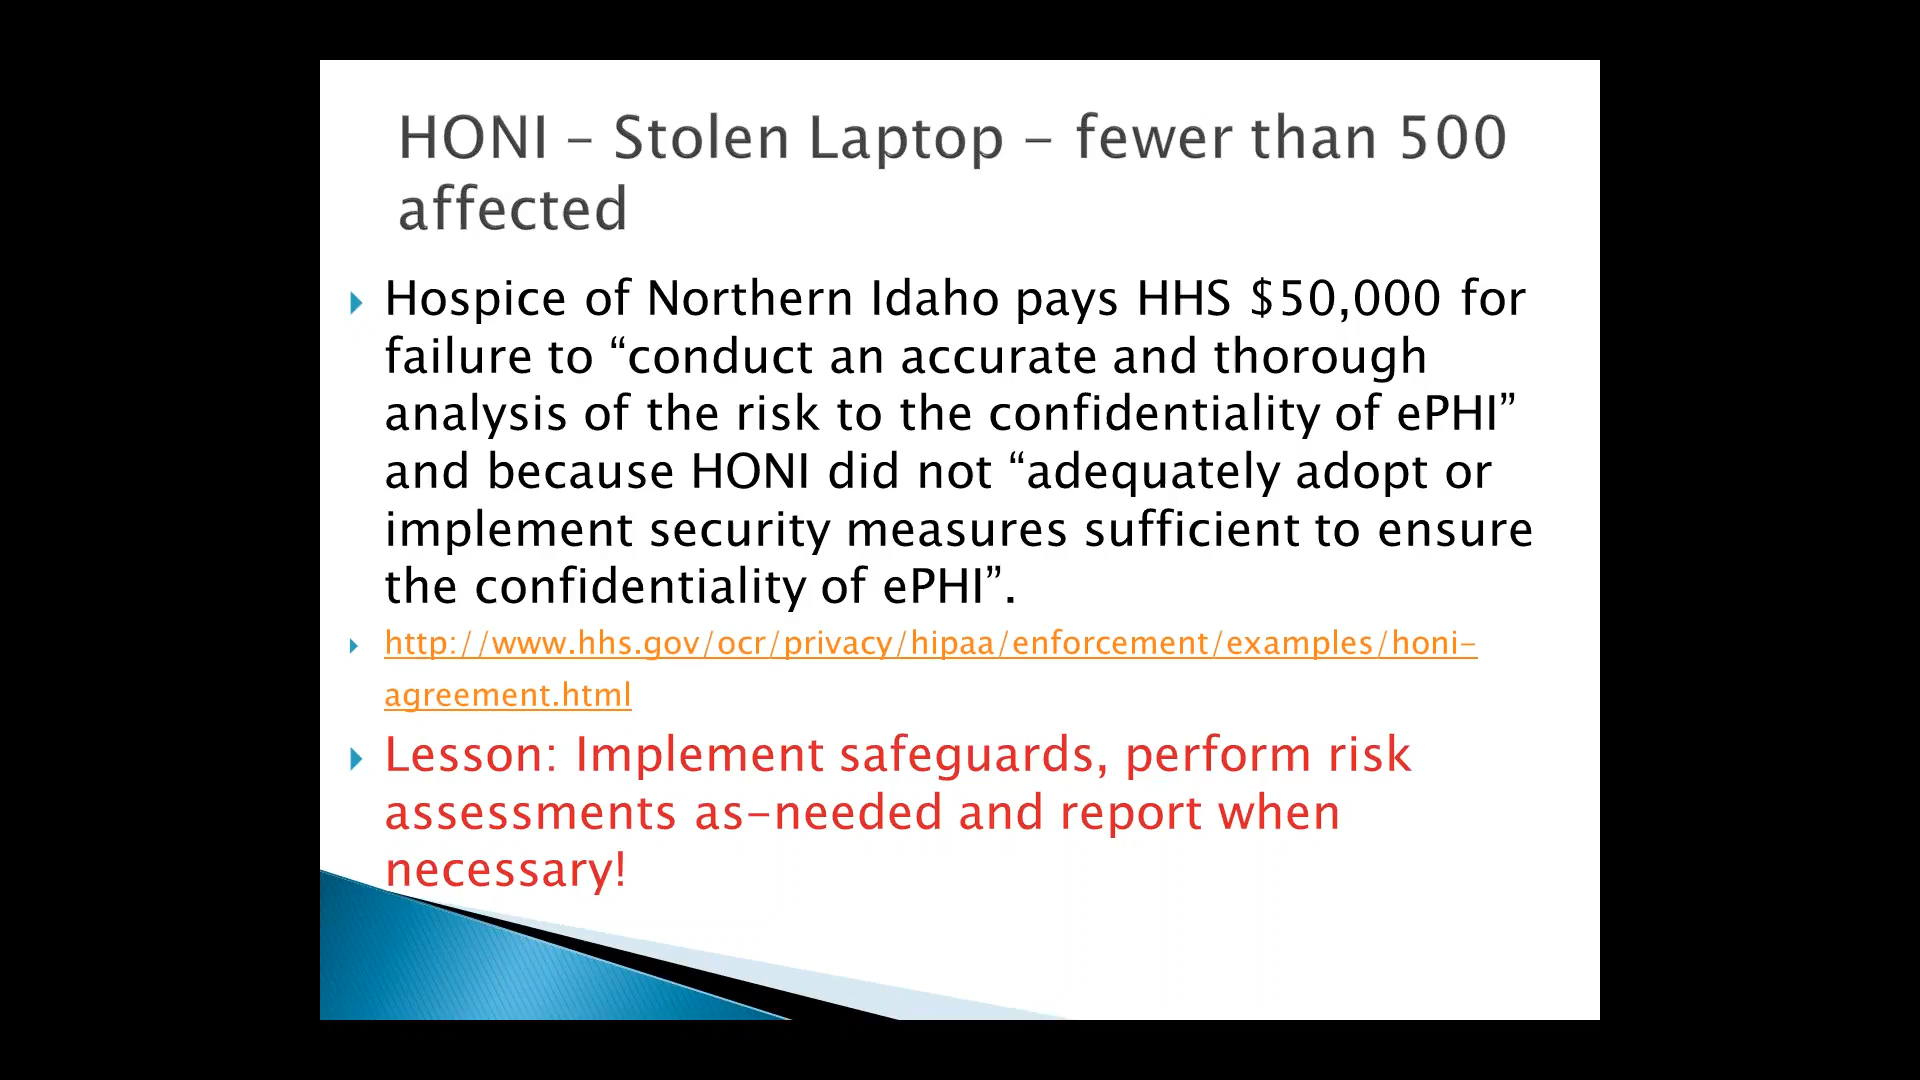 HONI – Stolen Laptop – fewer than 500
affected
Hospice of Northern Idaho pays HHS $50,000 for
failure to “conduct an accurate and thorough
analysis of the risk to the confidentiality of ePHI”
and because HONI did not “adequately adopt or
implement security measures sufficient to ensure
the confidentiality of ePHI”.
http://www.hhs.gov/ocr/privacy/hipaa/enforcement/examples/honi-
agreement.html
Lesson: Implement safeguards, perform risk
assessments as-needed and report when
necessary!